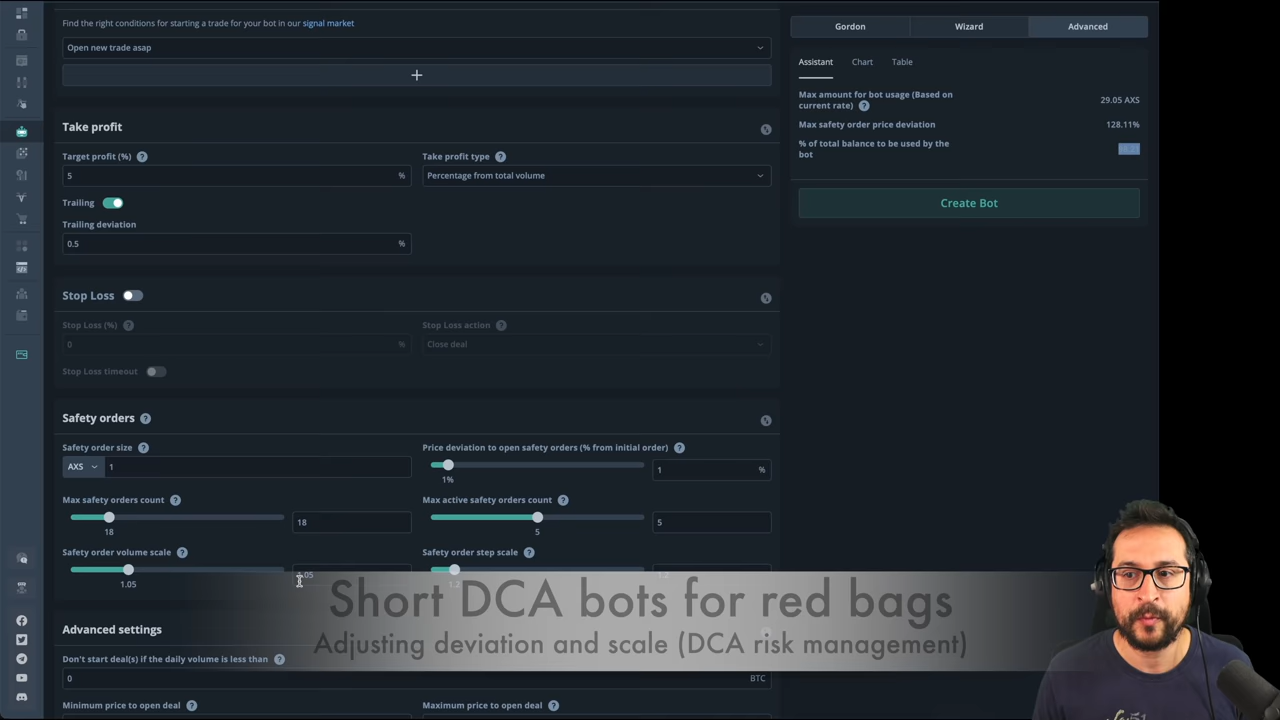 Find the right conditions for starting a trade for your bot in our signal market
Open new trade asap
+
Take profit
Target profit (%) ?
Take profit type ?
5 %
Percentage from total volume
Trailing
Trailing deviation
0.5 %
Stop Loss
Stop Loss (%) ?
Stop Loss action ?
0 %
Close deal
Stop Loss timeout
Safety orders ?
Safety order size ?
Price deviation to open safety orders (% from initial order) ?
AXS 1
1 %
1%
Max safety orders count ?
Max active safety orders count ?
18
5
18
5
Safety order volume scale ?
Safety order step scale ?
1.05
1.2
1.05
1.2
Advanced settings
Don't start deal(s) if the daily volume is less than ?
0 BTC
Minimum price to open deal ?
Maximum price to open deal ?
Gordon
Wizard
Advanced
Assistant
Chart
Table
Max amount for bot usage (Based on
current rate) ?
29.05 AXS
Max safety order price deviation
128.11%
% of total balance to be used by the
bot
Create Bot
Short DCA bots for red bags
Adjusting deviation and scale (DCA risk management)